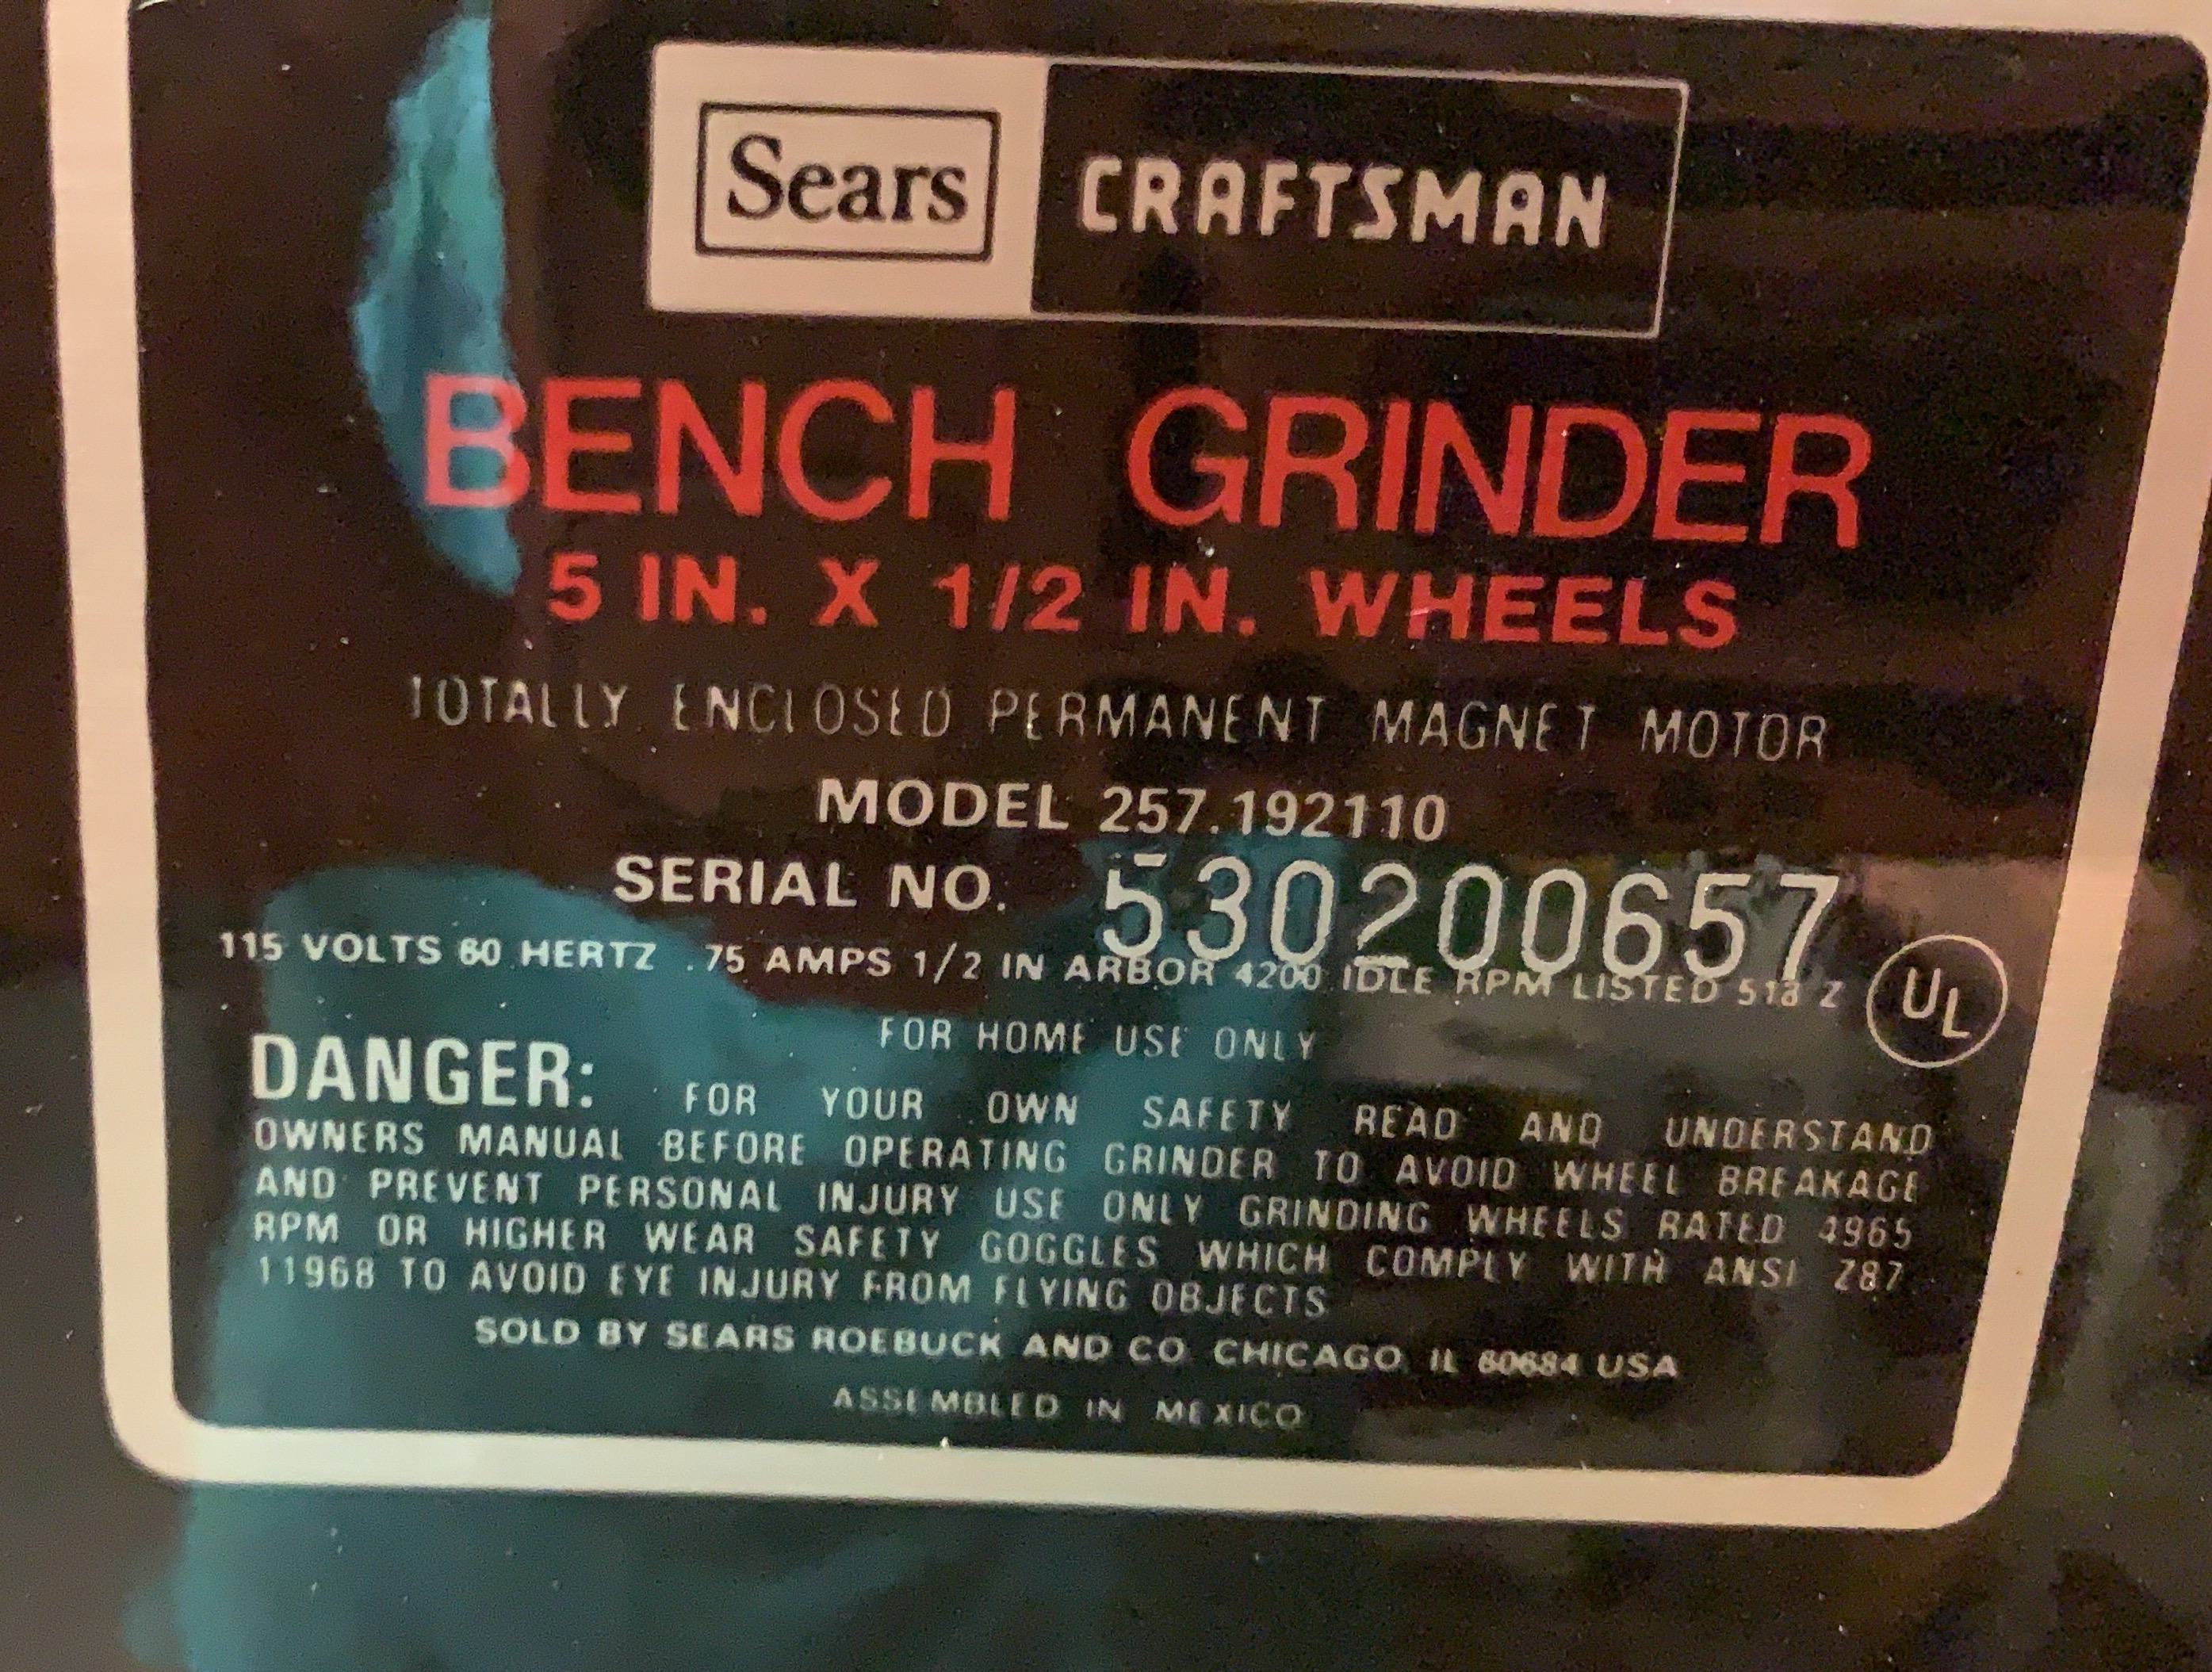 Sears CRAFTSMAN
BENCH GRINDER
5 IN. X 1/2 IN. WHEELS
TOTALLY ENCLOSED PERMANENT MAGNET MOTOR
MODEL 257.192110
SERIAL NO. 530200657
115 VOLTS 60 HERTZ .75 AMPS 1/2 IN ARBOR 4200 IDLE RPM LISTED 513 Z UL
FOR HOME USE ONLY
DANGER: FOR YOUR OWN SAFETY READ AND UNDERSTAND
OWNERS MANUAL BEFORE OPERATING GRINDER TO AVOID WHEEL BREAKAGE
AND PREVENT PERSONAL INJURY USE ONLY GRINDING WHEELS RATED 4965
RPM OR HIGHER WEAR SAFETY GOGGLES WHICH COMPLY WITH ANSI Z87
11968 TO AVOID EYE INJURY FROM FLYING OBJECTS
SOLD BY SEARS ROEBUCK AND CO CHICAGO IL 60684 USA
ASSEMBLED IN MEXICO